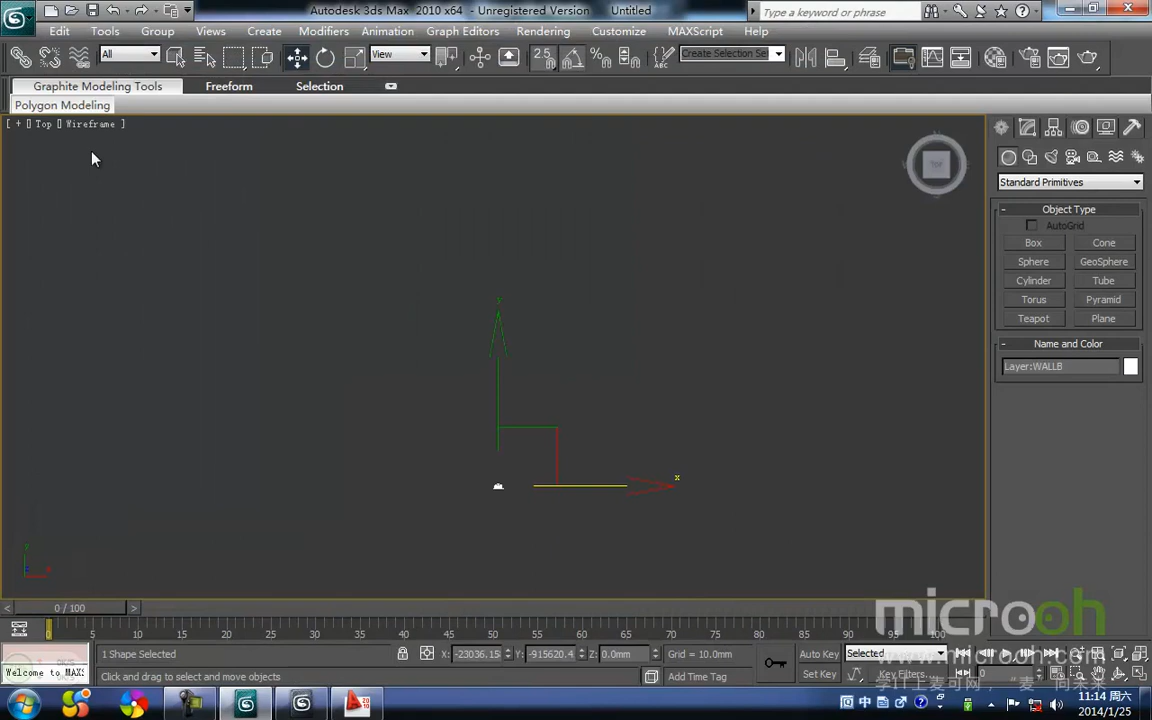 Autodesk 3ds Max 2010 x64 - Unregistered Version Untitled
Type a keyword or phrase
Edit Tools Group Views Create Modifiers Animation Graph Editors Rendering Customize MAXScript Help
All
View
2.5
Create Selection Set
Graphite Modeling Tools Freeform Selection
Polygon Modeling
[ + [] Top [] Wireframe ]
TOP
Standard Primitives
Object Type
AutoGrid
Box Cone
Sphere GeoSphere
Cylinder Tube
Torus Pyramid
Teapot Plane
Name and Color
Layer:WALLB
y
x
0 / 100
microoh
0 5 10 15 20 25 30 35 40 45 50 55 60 65 70 75 80 85 90 95 100
1 Shape Selected
X: -23036.15 Y: -915620.4 Z: 0.0mm Grid = 10.0mm
Auto Key Selected
www.microoh.com
Welcome to MAX:
Click and drag to select and move objects
Add Time Tag
Set Key Key Filters...
0
中
11:14 周六
2014/1/25